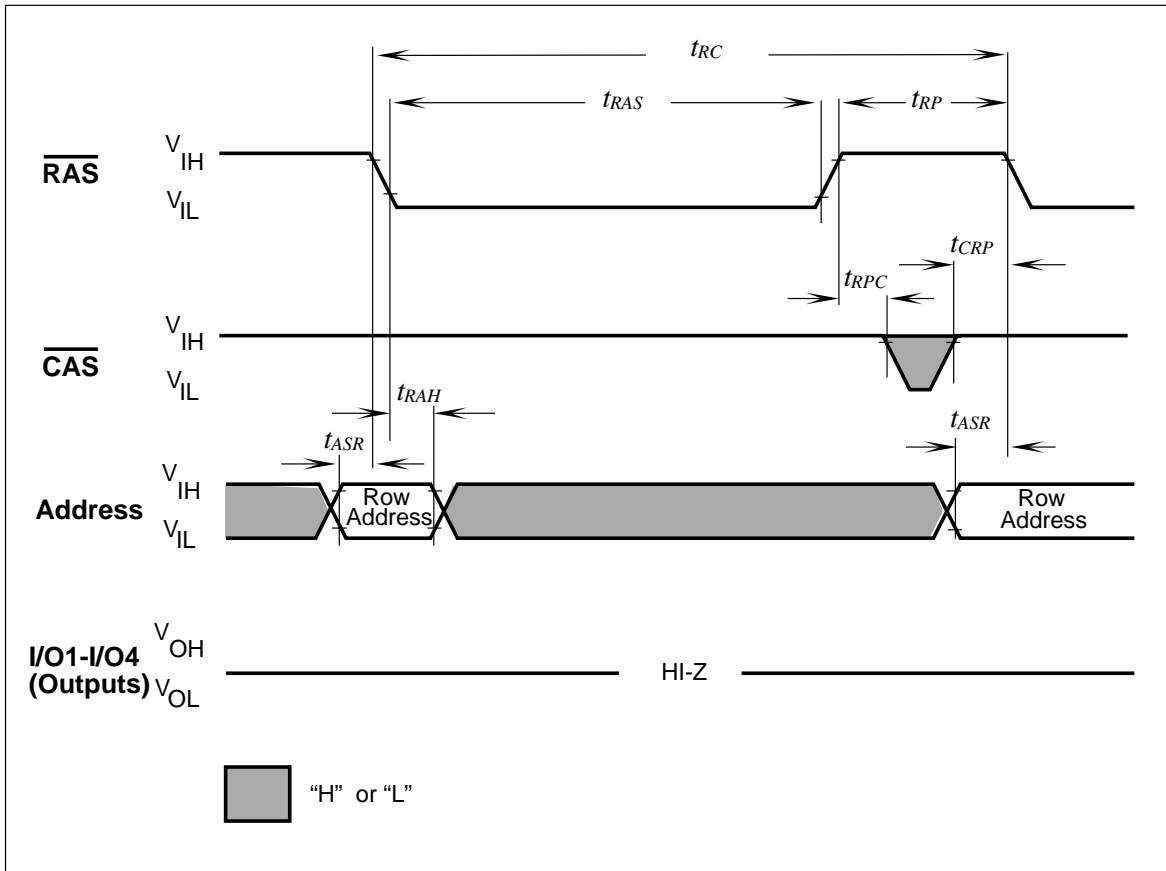 tRC
tRAS
tRP
RAS
VIH
VIL
tCRP
tRPC
CAS
VIH
VIL
tRAH
tASR
tASR
Address
VIH
VIL
Row
Address
Row
Address
I/O1-I/O4
(Outputs)
VOH
VOL
HI-Z
“H” or “L”